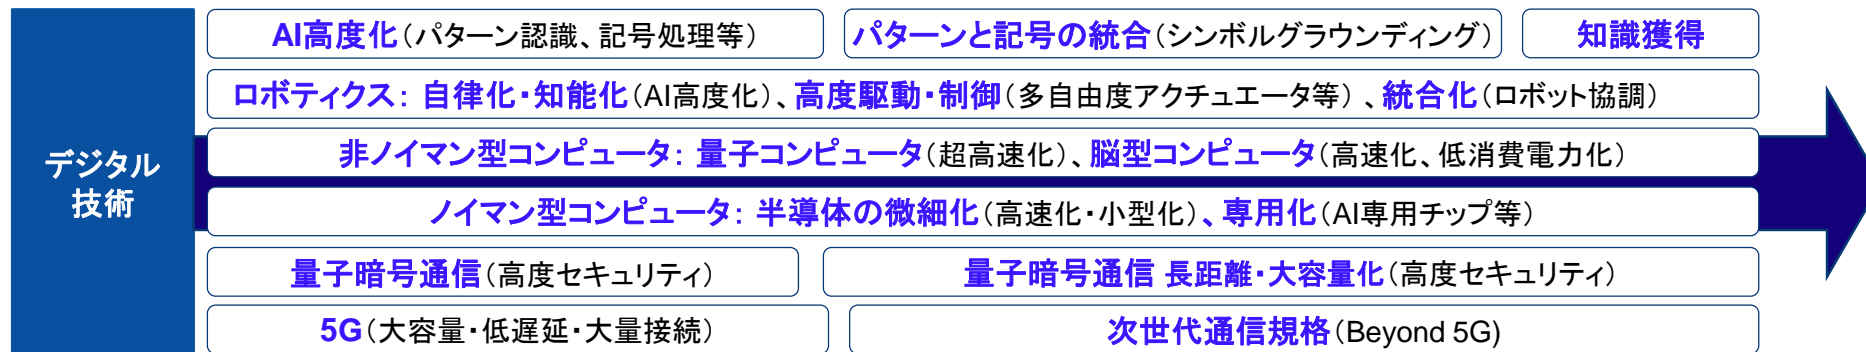 デジタル
技術
AI高度化(パターン認識、記号処理等)
パターンと記号の統合(シンボルグラウンディング)
知識獲得
ロボティクス: 自律化・知能化(AI高度化)、高度駆動・制御(多自由度アクチュエータ等)、統合化(ロボット協調)
非ノイマン型コンピュータ: 量子コンピュータ(超高速化)、脳型コンピュータ(高速化、低消費電力化)
ノイマン型コンピュータ: 半導体の微細化(高速化・小型化)、専用化(AI専用チップ等)
量子暗号通信(高度セキュリティ)
量子暗号通信 長距離・大容量化(高度セキュリティ)
5G(大容量・低遅延・大量接続)
次世代通信規格(Beyond 5G)